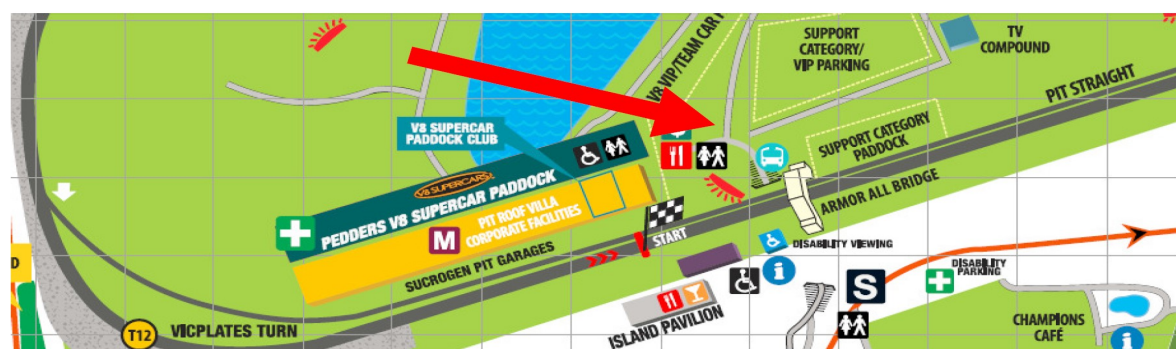 SUPPORT
CATEGORY/
VIP PARKING
TV
COMPOUND
V8 VIP/TEAM CAR
PIT STRAIGHT
V8 SUPERCAR
PADDOCK CLUB
SUPPORT CATEGORY
PADDOCK
V8 SUPERCARS
PEDDERS V8 SUPERCAR PADDOCK
ARMOR ALL BRIDGE
M
PIT ROOF VILLA
CORPORATE FACILITIES
START
SUCROGEN PIT GARAGES
DISABILITY VIEWING
i
D
DISABILITY
PARKING
S
ISLAND PAVILION
T12
VICPLATES TURN
CHAMPIONS
CAFÉ
i